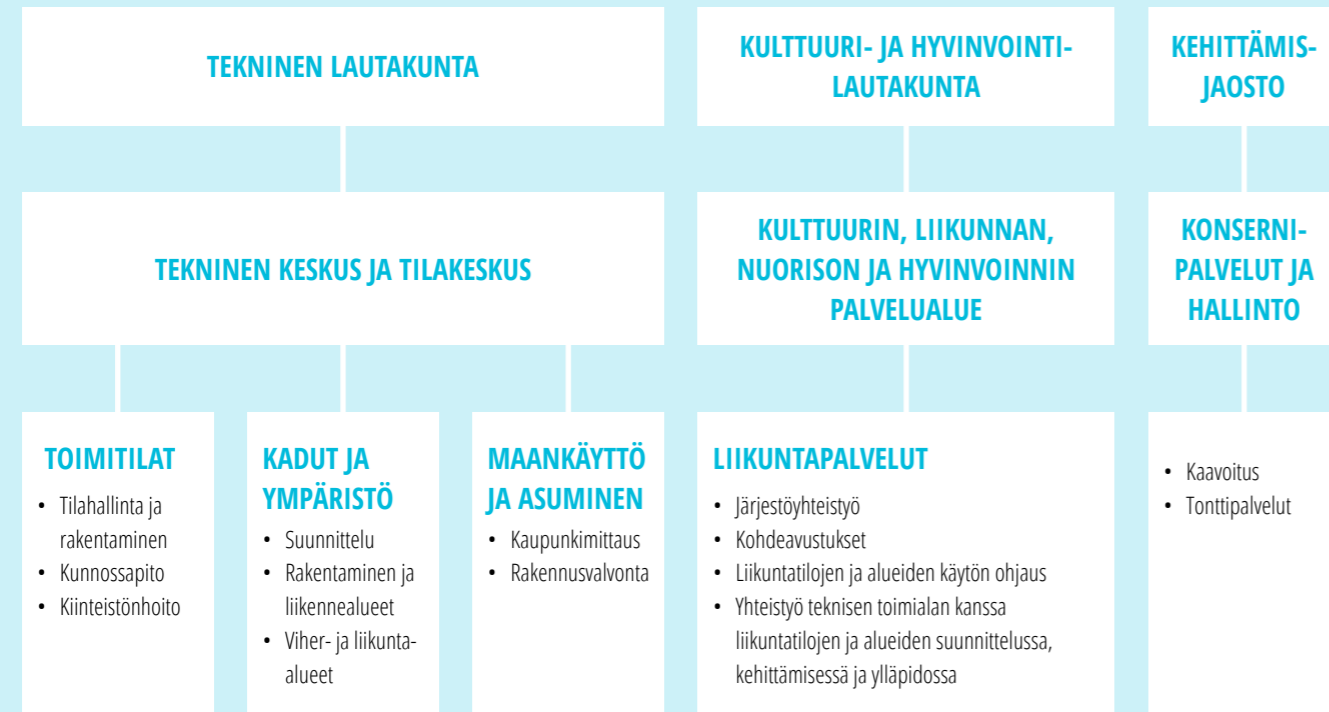 TEKNINEN LAUTAKUNTA
KULTTUURI- JA HYVINVOINTI-
LAUTAKUNTA
KEHITTÄMIS-
JAOSTO
TEKNINEN KESKUS JA TILAKESKUS
KULTTUURIN, LIIKUNNAN,
NUORISON JA HYVINVOINNIN
PALVELUALUE
KONSERNI-
PALVELUT JA
HALLINTO
TOIMITILAT
• Tilahallinta ja
rakentaminen
• Kunnossapito
• Kiinteistönhoito
KADUT JA
YMPÄRISTÖ
• Suunnittelu
• Rakentaminen ja
liikennealueet
• Viher- ja liikunta-
alueet
MAANKÄYTTÖ
JA ASUMINEN
• Kaupunkimittaus
• Rakennusvalvonta
LIIKUNTAPALVELUT
• Järjestöyhteistyö
• Kohdeavustukset
• Liikuntatilojen ja alueiden käytön ohjaus
• Yhteistyö teknisen toimialan kanssa
liikuntatilojen ja alueiden suunnittelussa,
kehittämisessä ja ylläpidossa
• Kaavoitus
• Tonttipalvelut